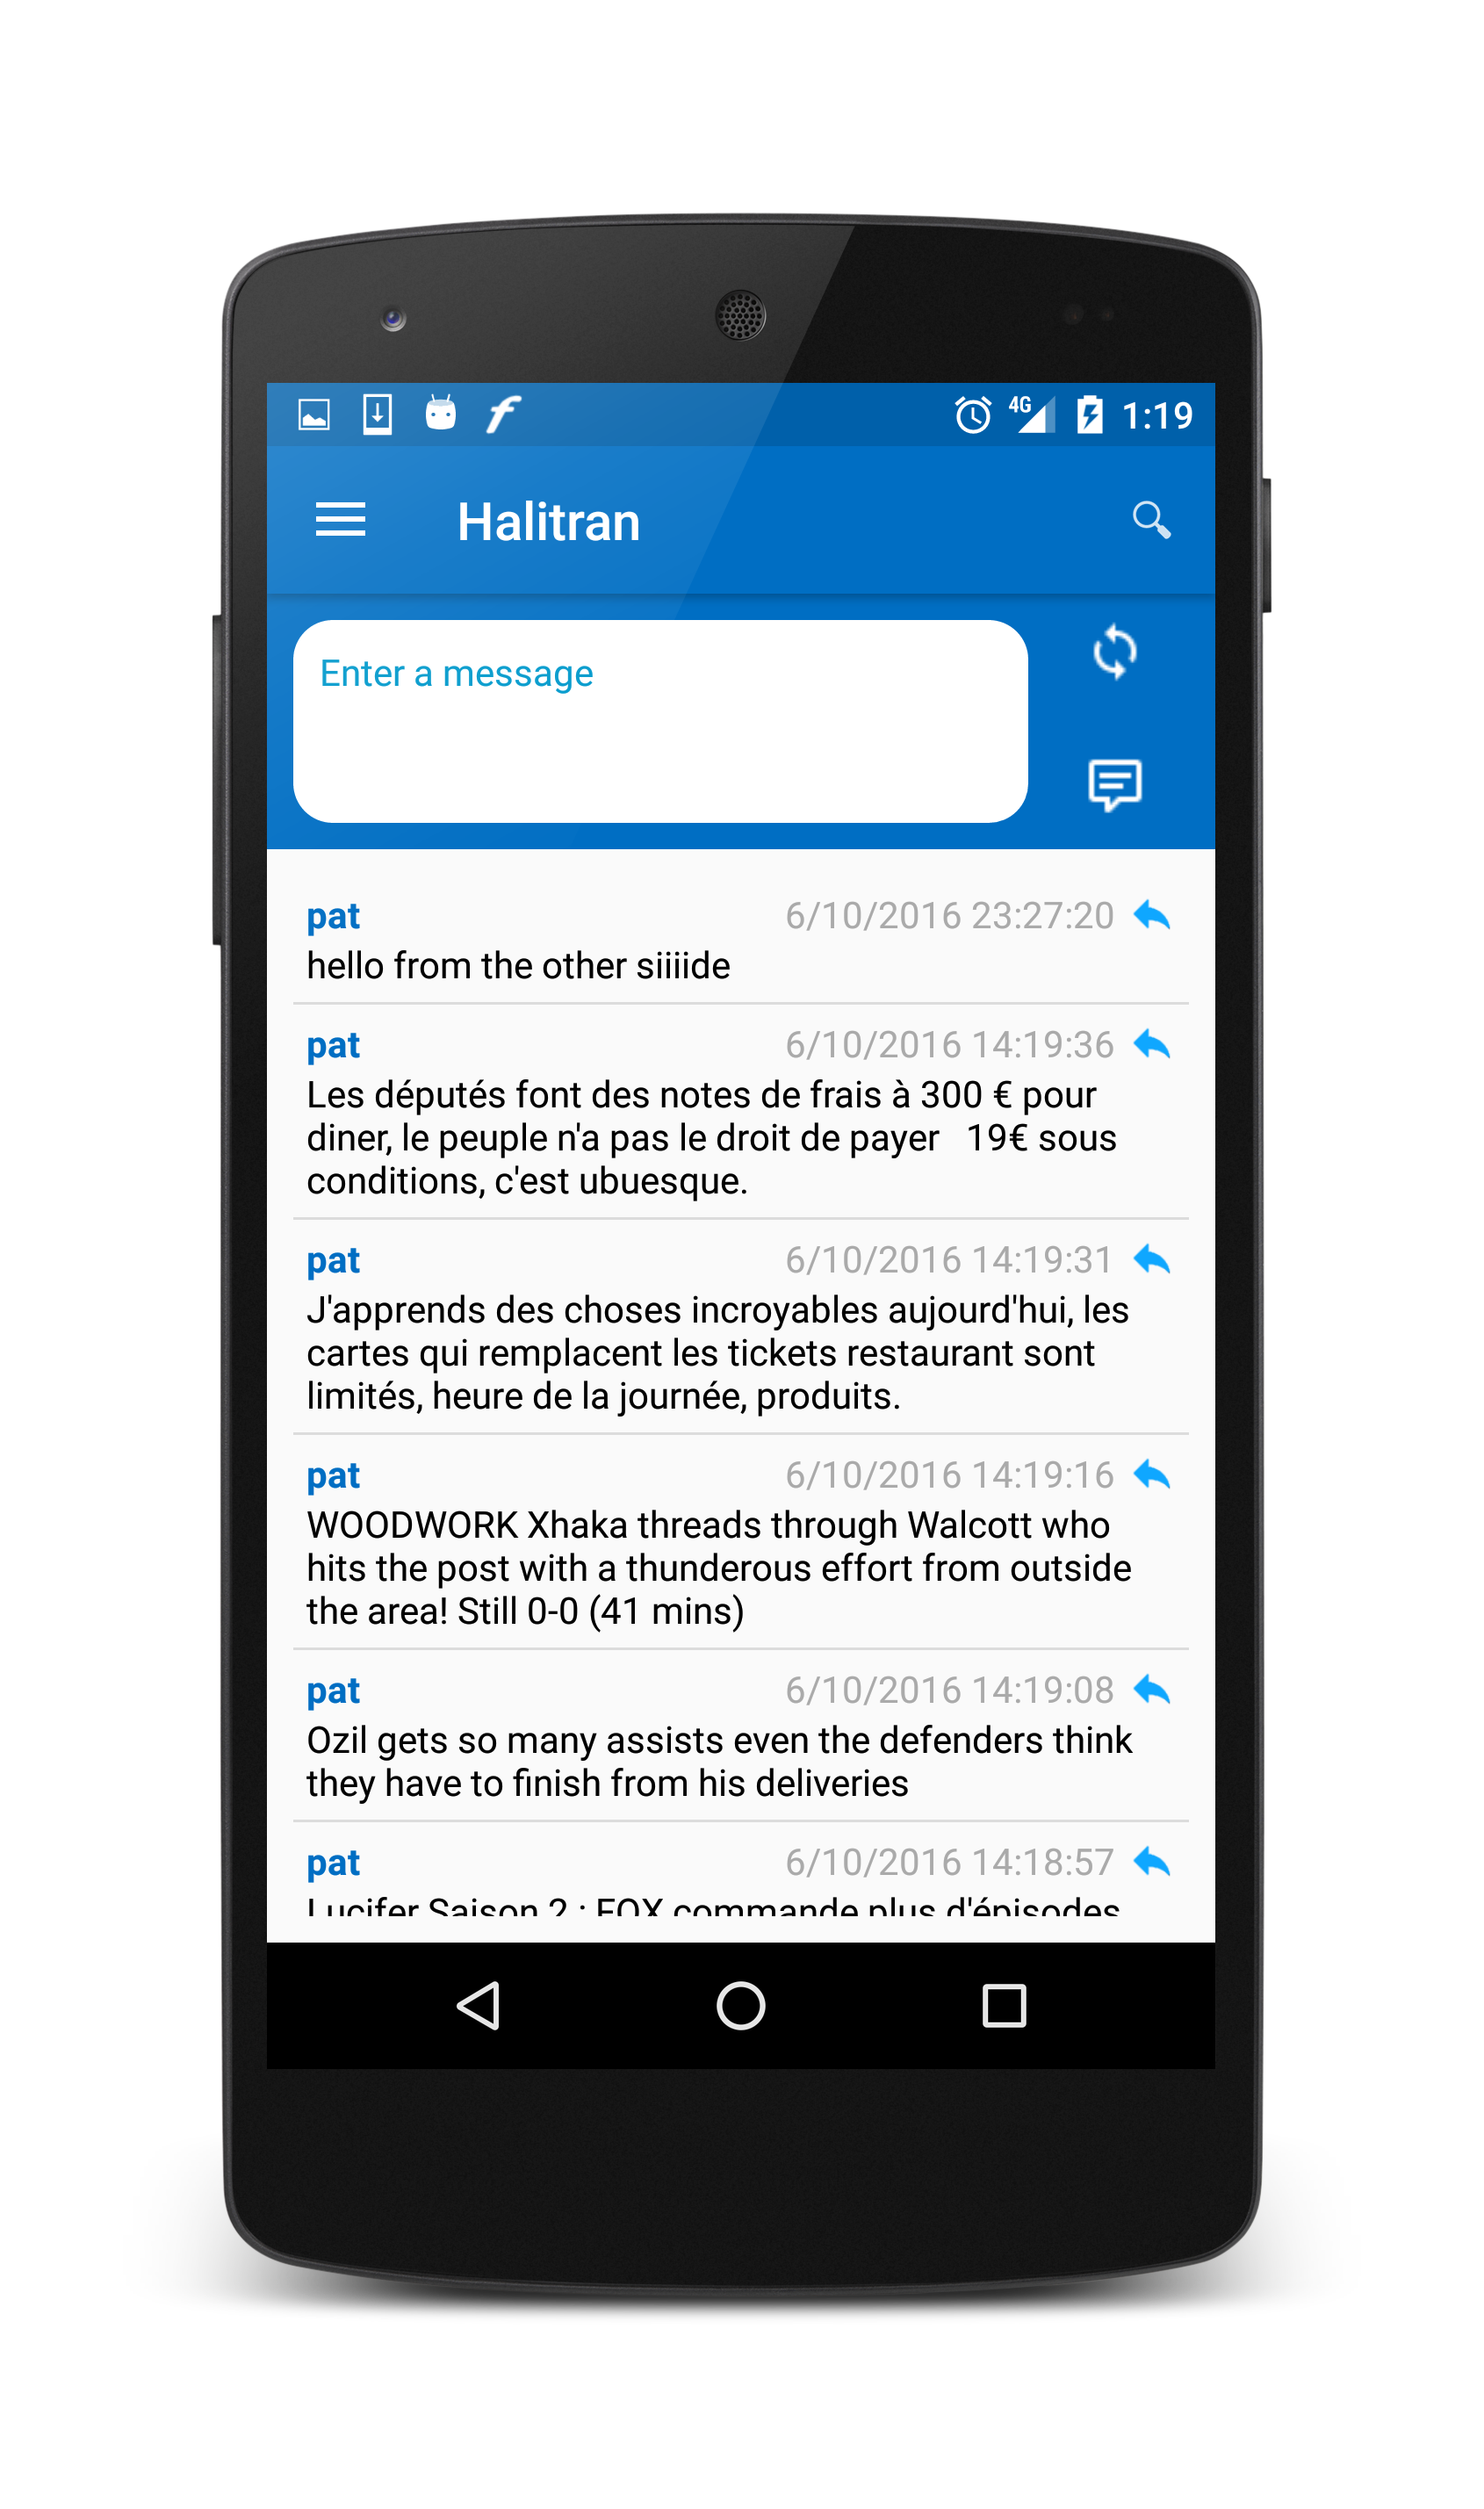 4G 1:19
Halitran
Enter a message
pat 6/10/2016 23:27:20
hello from the other siiiide
pat 6/10/2016 14:19:36
Les députés font des notes de frais à 300 € pour
diner, le peuple n'a pas le droit de payer   19€ sous
conditions, c'est ubuesque.
pat 6/10/2016 14:19:31
J'apprends des choses incroyables aujourd'hui, les
cartes qui remplacent les tickets restaurant sont
limités, heure de la journée, produits.
pat 6/10/2016 14:19:16
WOODWORK Xhaka threads through Walcott who
hits the post with a thunderous effort from outside
the area! Still 0-0 (41 mins)
pat 6/10/2016 14:19:08
Ozil gets so many assists even the defenders think
they have to finish from his deliveries
pat 6/10/2016 14:18:57
Lucifer Saison 2 : FOX commande plus d'épisodes